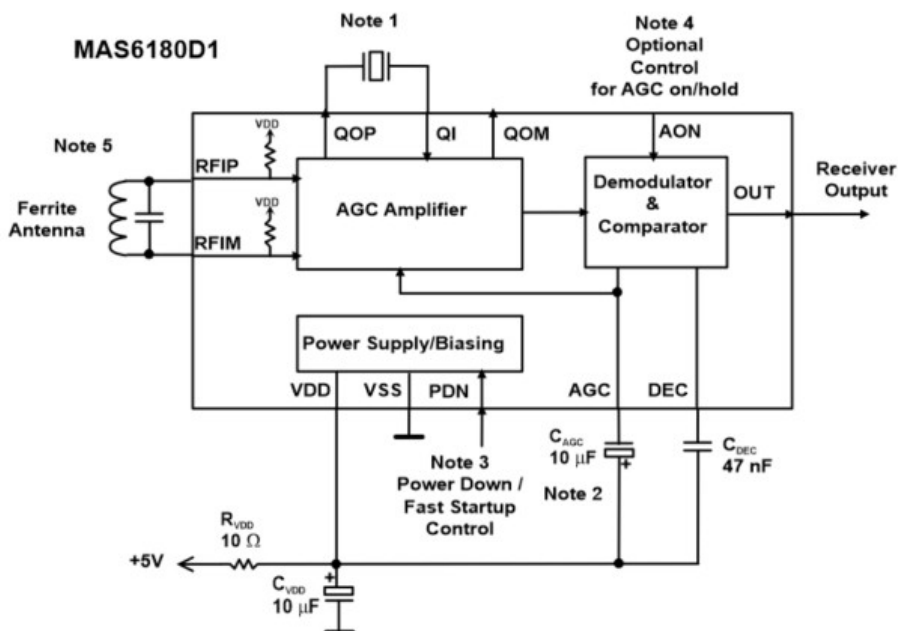 MAS6180D1
Note 1
Note 4
Optional
Control
for AGC on/hold
Note 5
Ferrite
Antenna
VDD
QOP
QI
QOM
AON
RFIP
VDD
RFIM
AGC Amplifier
Demodulator
&
Comparator
OUT
Receiver
Output
Power Supply/Biasing
VDD
VSS
PDN
AGC
DEC
Note 3
Power Down /
Fast Startup
Control
CAGC
10 µF
Note 2
CDEC
47 nF
RVDD
10 Ω
+5V
+
+
CVDD
10 µF